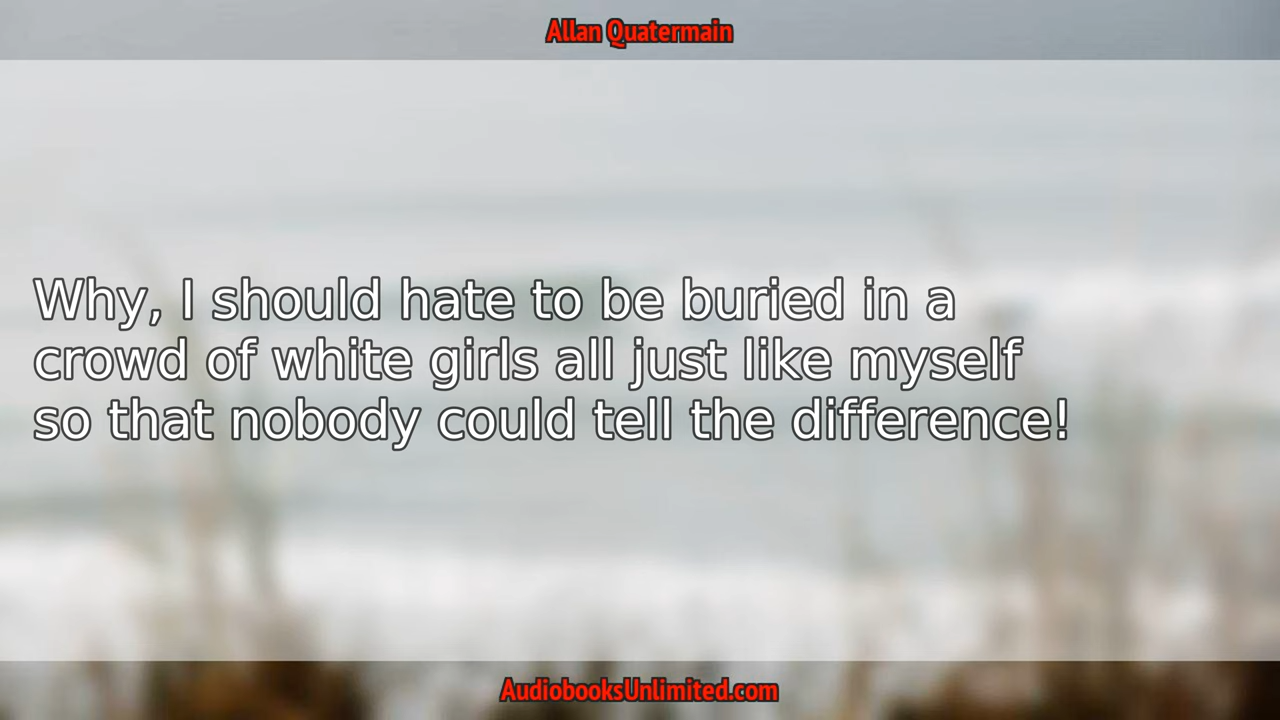 Allan Quatermain
Why, I should hate to be buried in a
crowd of white girls all just like myself
so that nobody could tell the difference!
AudiobooksUnlimited.com